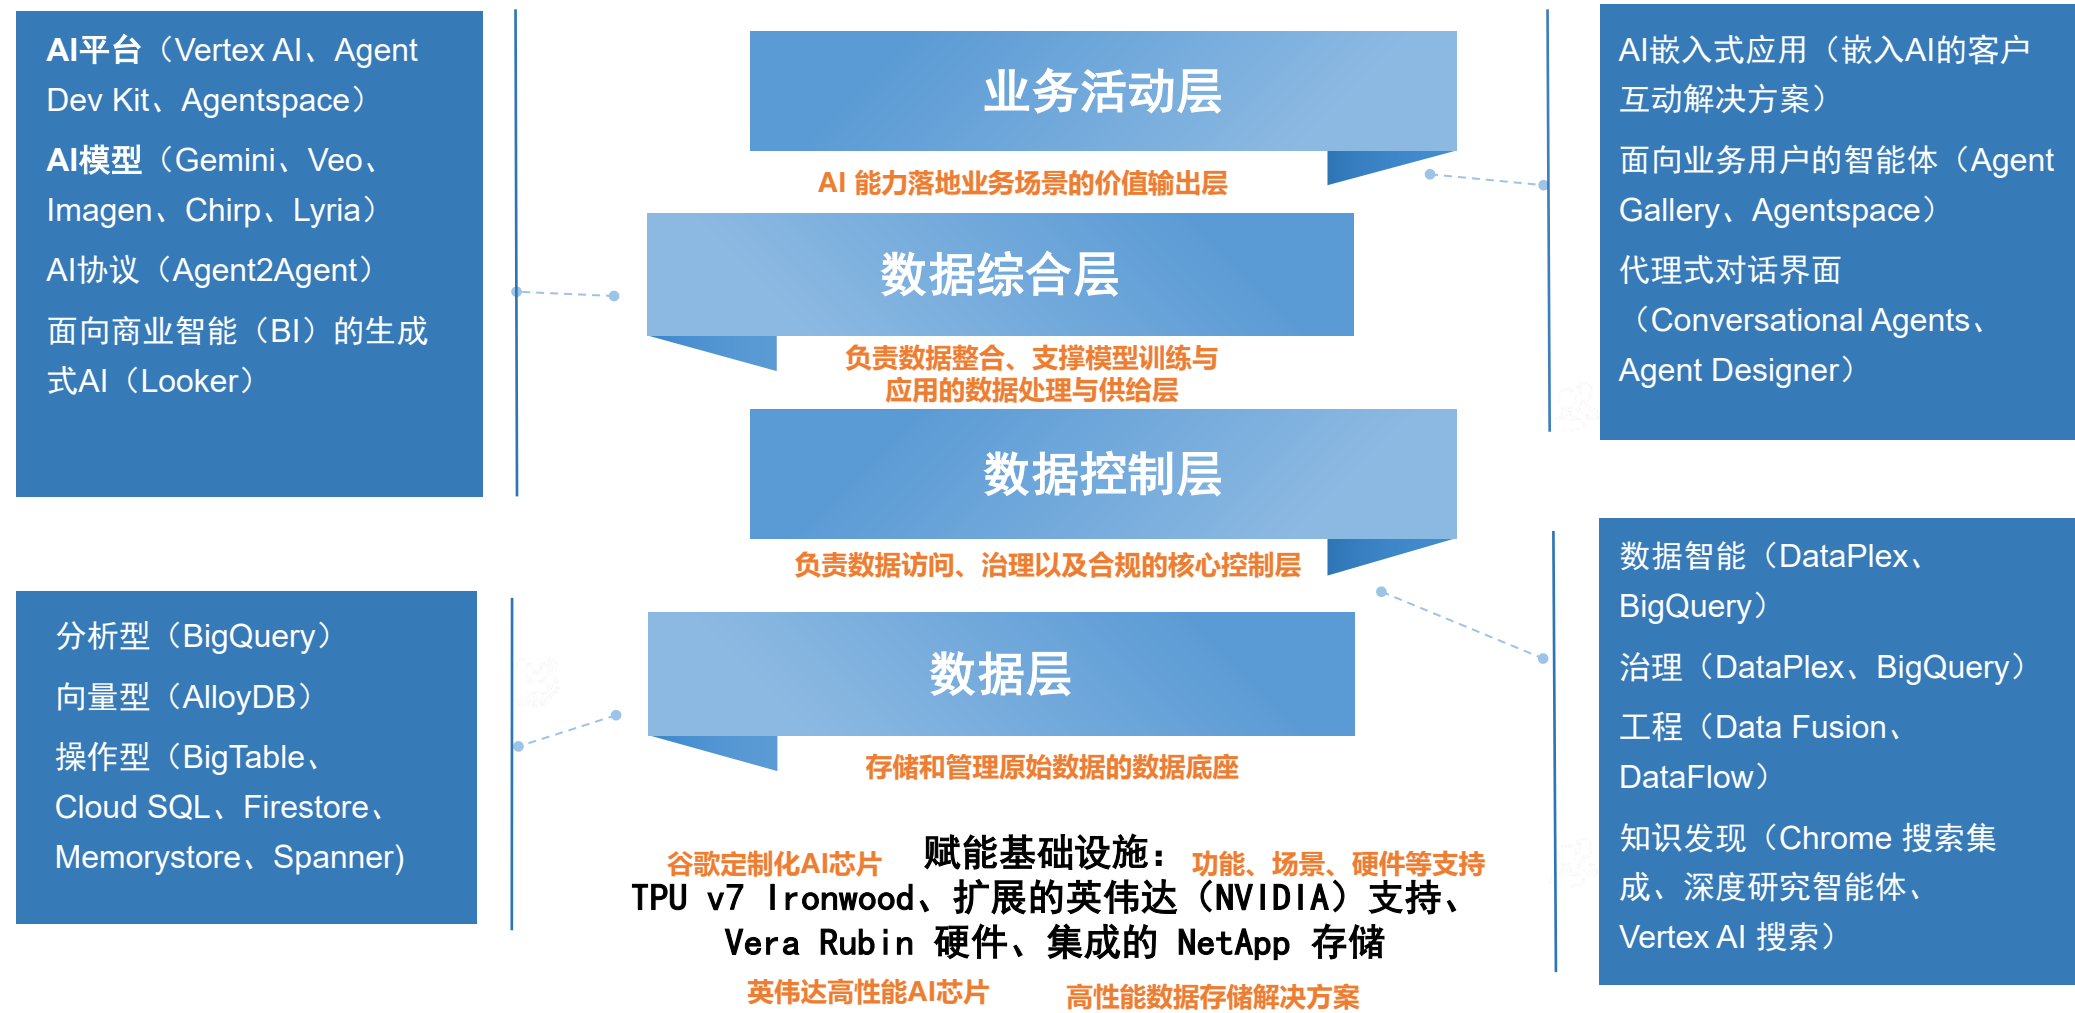 AI平台（Vertex AI、Agent
Dev Kit、Agentspace）
AI模型（Gemini、Veo、
Imagen、Chirp、Lyria）
AI协议（Agent2Agent）
面向商业智能（BI）的生成
式AI（Looker）
分析型（BigQuery）
向量型（AlloyDB）
操作型（BigTable、
Cloud SQL、Firestore、
Memorystore、Spanner)
业务活动层
AI 能力落地业务场景的价值输出层
数据综合层
负责数据整合、支撑模型训练与
应用的数据处理与供给层
数据控制层
负责数据访问、治理以及合规的核心控制层
数据层
存储和管理原始数据的数据底座
谷歌定制化AI芯片
赋能基础设施：
功能、场景、硬件等支持
TPU v7 Ironwood、扩展的英伟达（NVIDIA）支持、
Vera Rubin 硬件、集成的 NetApp 存储
英伟达高性能AI芯片
高性能数据存储解决方案
AI嵌入式应用（嵌入AI的客户
互动解决方案）
面向业务用户的智能体（Agent
Gallery、Agentspace）
代理式对话界面
（Conversational Agents、
Agent Designer）
数据智能（DataPlex、
BigQuery）
治理（DataPlex、BigQuery）
工程（Data Fusion、
DataFlow）
知识发现（Chrome 搜索集
成、深度研究智能体、
Vertex AI 搜索）